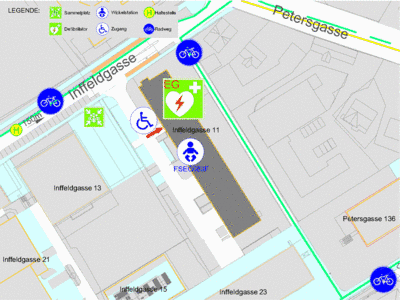 LEGENDE:
Sammelplatz
Wickelstation
Haltestelle
Defibrillator
Zugang
Radweg
Petersgasse
Inffeldgasse
EG
H
150m
Inffeldgasse 11
Inffeldgasse 13
Petersgasse 136
Inffeldgasse 21
Inffeldgasse 15
Inffeldgasse 23